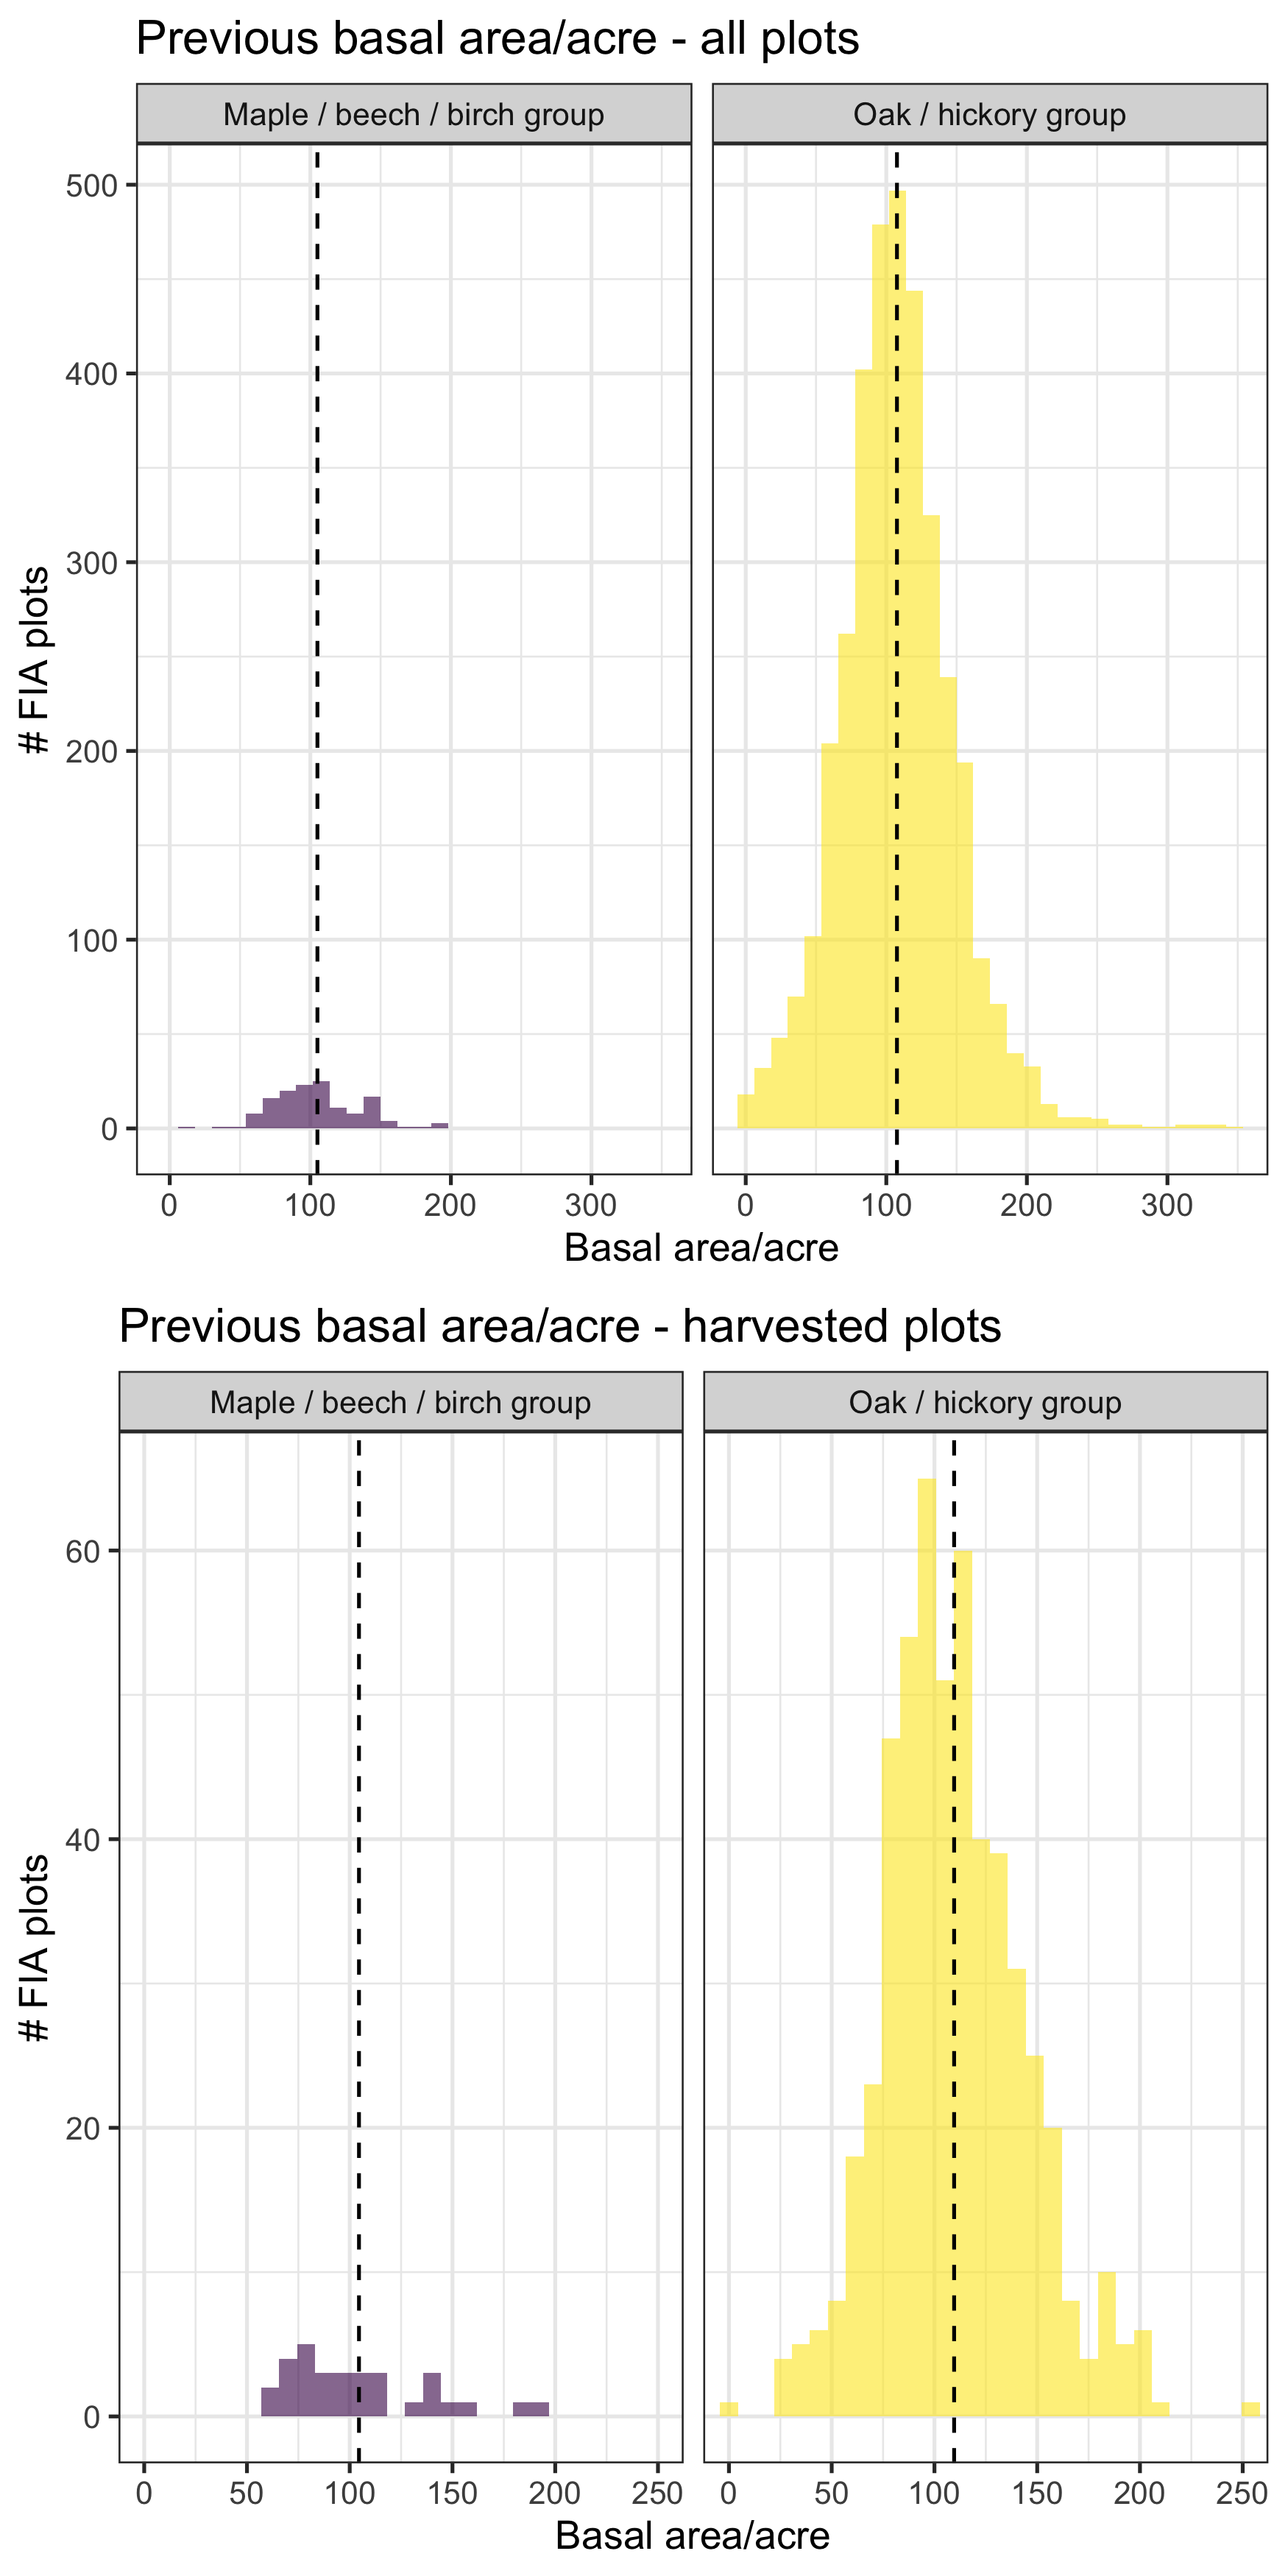 Previous basal area/acre - all plots
Maple / beech / birch group
Oak / hickory group
500
400
300
200
100
0
# FIA plots
0 100 200 300
0 100 200 300
Basal area/acre
Previous basal area/acre - harvested plots
Maple / beech / birch group
Oak / hickory group
60
40
20
0
# FIA plots
0 50 100 150 200 250
0 50 100 150 200 250
Basal area/acre